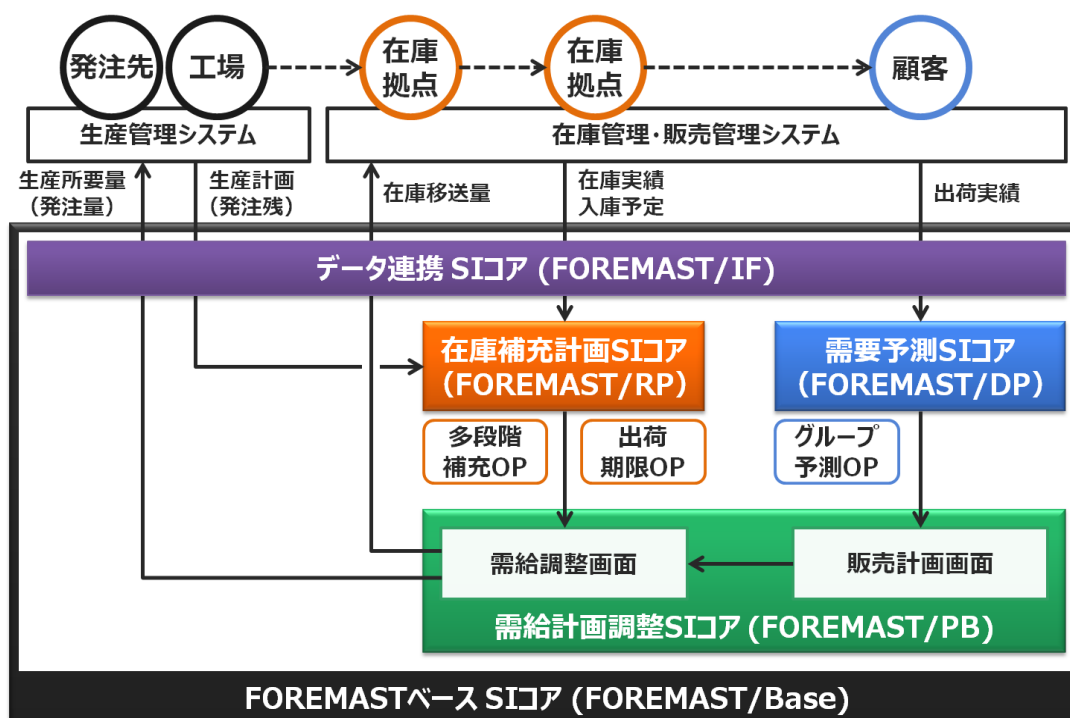 発注先
工場
在庫
拠点
在庫
拠点
顧客
生産管理システム
在庫管理・販売管理システム
生産所要量
（発注量）
生産計画
（発注残）
在庫移送量
在庫実績
入庫予定
出荷実績
データ連携 SIコア (FOREMAST/IF)
在庫補充計画SIコア
（FOREMAST/RP）
需要予測SIコア
（FOREMAST/DP）
多段階
補充OP
出荷
期限OP
グループ
予測OP
需給調整画面
販売計画画面
需給計画調整SIコア (FOREMAST/PB)
FOREMASTベース SIコア (FOREMAST/Base)